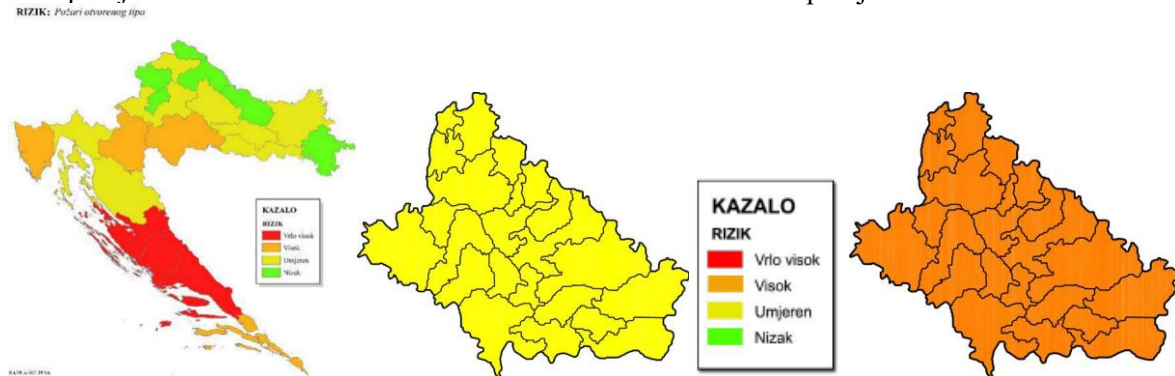 RIZIK: Požari otvorenog tipa
KAZALO
RIZIK
Vrlo visok
Visok
Umjeren
Nizak
KAZALO
RIZIK
Vrlo visok
Visok
Umjeren
Nizak